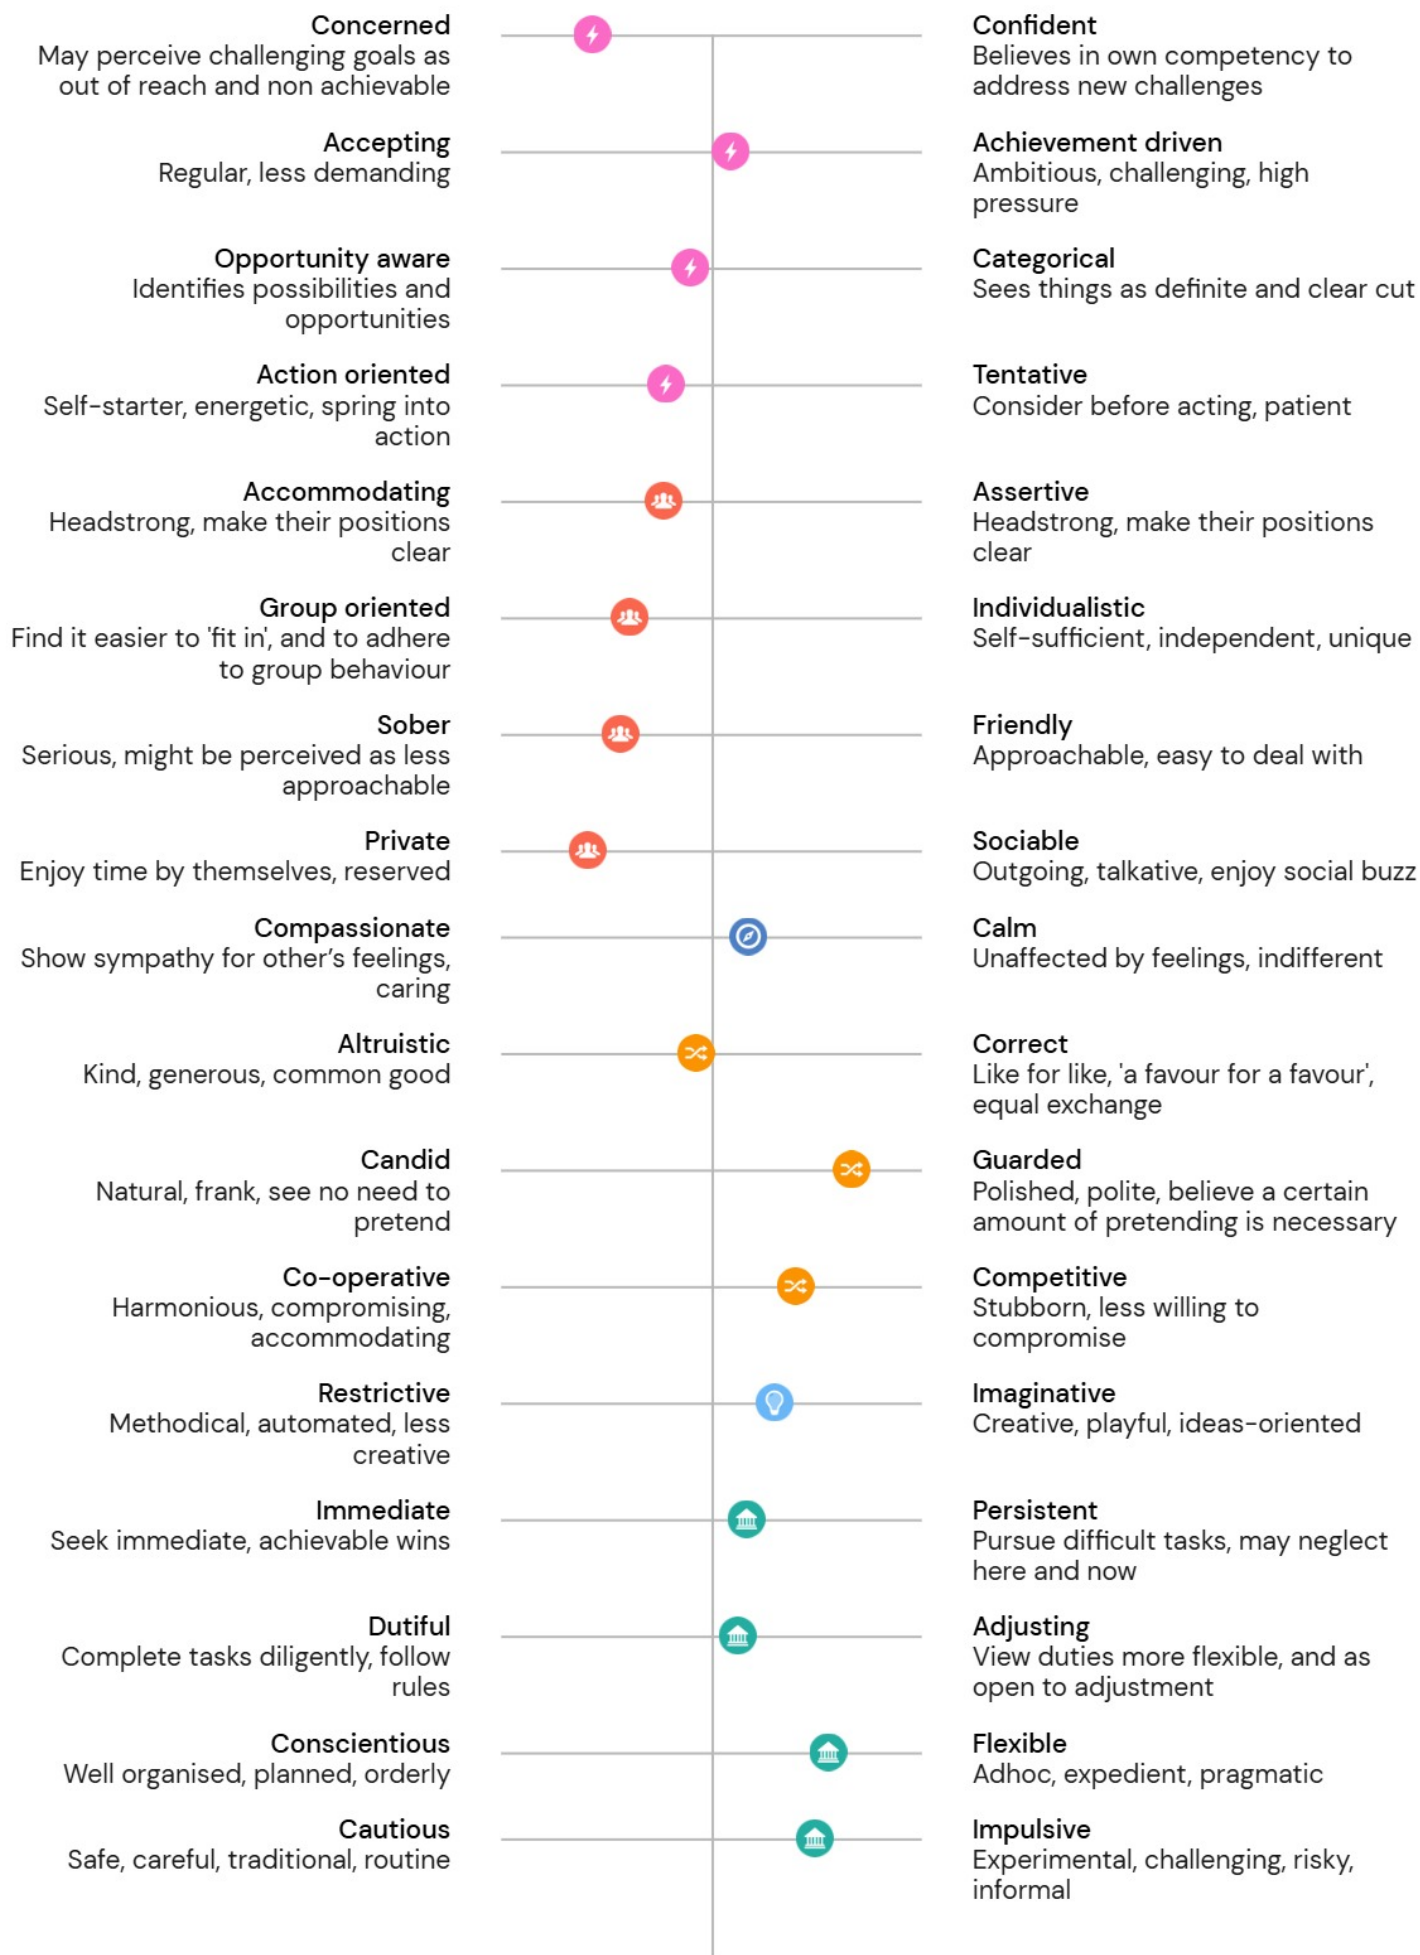 Concerned
May perceive challenging goals as
out of reach and non achievable
Confident
Believes in own competency to
address new challenges
Accepting
Regular, less demanding
Achievement driven
Ambitious, challenging, high
pressure
Opportunity aware
Identifies possibilities and
opportunities
Categorical
Sees things as definite and clear cut
Action oriented
Self-starter, energetic, spring into
action
Tentative
Consider before acting, patient
Accommodating
Headstrong, make their positions
clear
Assertive
Headstrong, make their positions
clear
Group oriented
Find it easier to 'fit in', and to adhere
to group behaviour
Individualistic
Self-sufficient, independent, unique
Sober
Serious, might be perceived as less
approachable
Friendly
Approachable, easy to deal with
Private
Enjoy time by themselves, reserved
Sociable
Outgoing, talkative, enjoy social buzz
Compassionate
Show sympathy for other’s feelings,
caring
Calm
Unaffected by feelings, indifferent
Altruistic
Kind, generous, common good
Correct
Like for like, 'a favour for a favour',
equal exchange
Candid
Natural, frank, see no need to
pretend
Guarded
Polished, polite, believe a certain
amount of pretending is necessary
Co-operative
Harmonious, compromising,
accommodating
Competitive
Stubborn, less willing to
compromise
Restrictive
Methodical, automated, less
creative
Imaginative
Creative, playful, ideas-oriented
Immediate
Seek immediate, achievable wins
Persistent
Pursue difficult tasks, may neglect
here and now
Dutiful
Complete tasks diligently, follow
rules
Adjusting
View duties more flexible, and as
open to adjustment
Conscientious
Well organised, planned, orderly
Flexible
Adhoc, expedient, pragmatic
Cautious
Safe, careful, traditional, routine
Impulsive
Experimental, challenging, risky,
informal